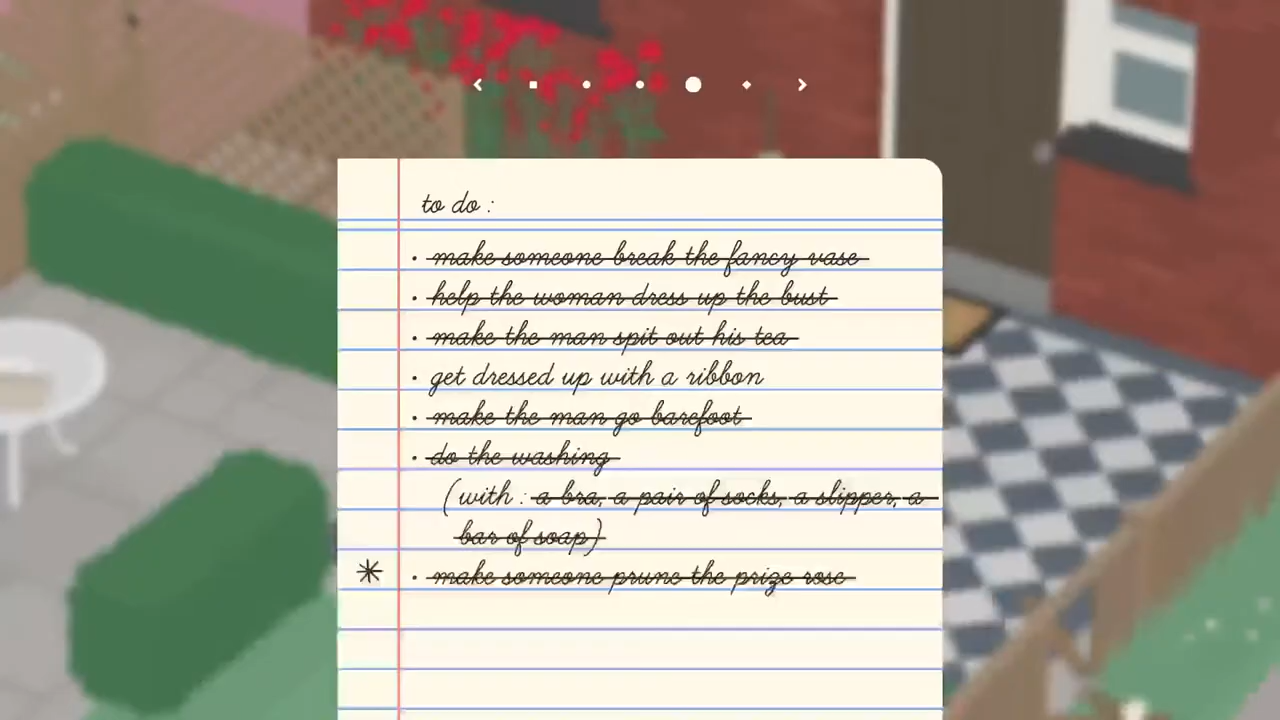 to do :
• make someone break the fancy vase
• help the woman dress up the bust
• make the man spit out his tea
• get dressed up with a ribbon
• make the man go barefoot
• do the washing
(with : a bra, a pair of socks, a slipper, a
bar of soap)
• make someone prune the prize rose